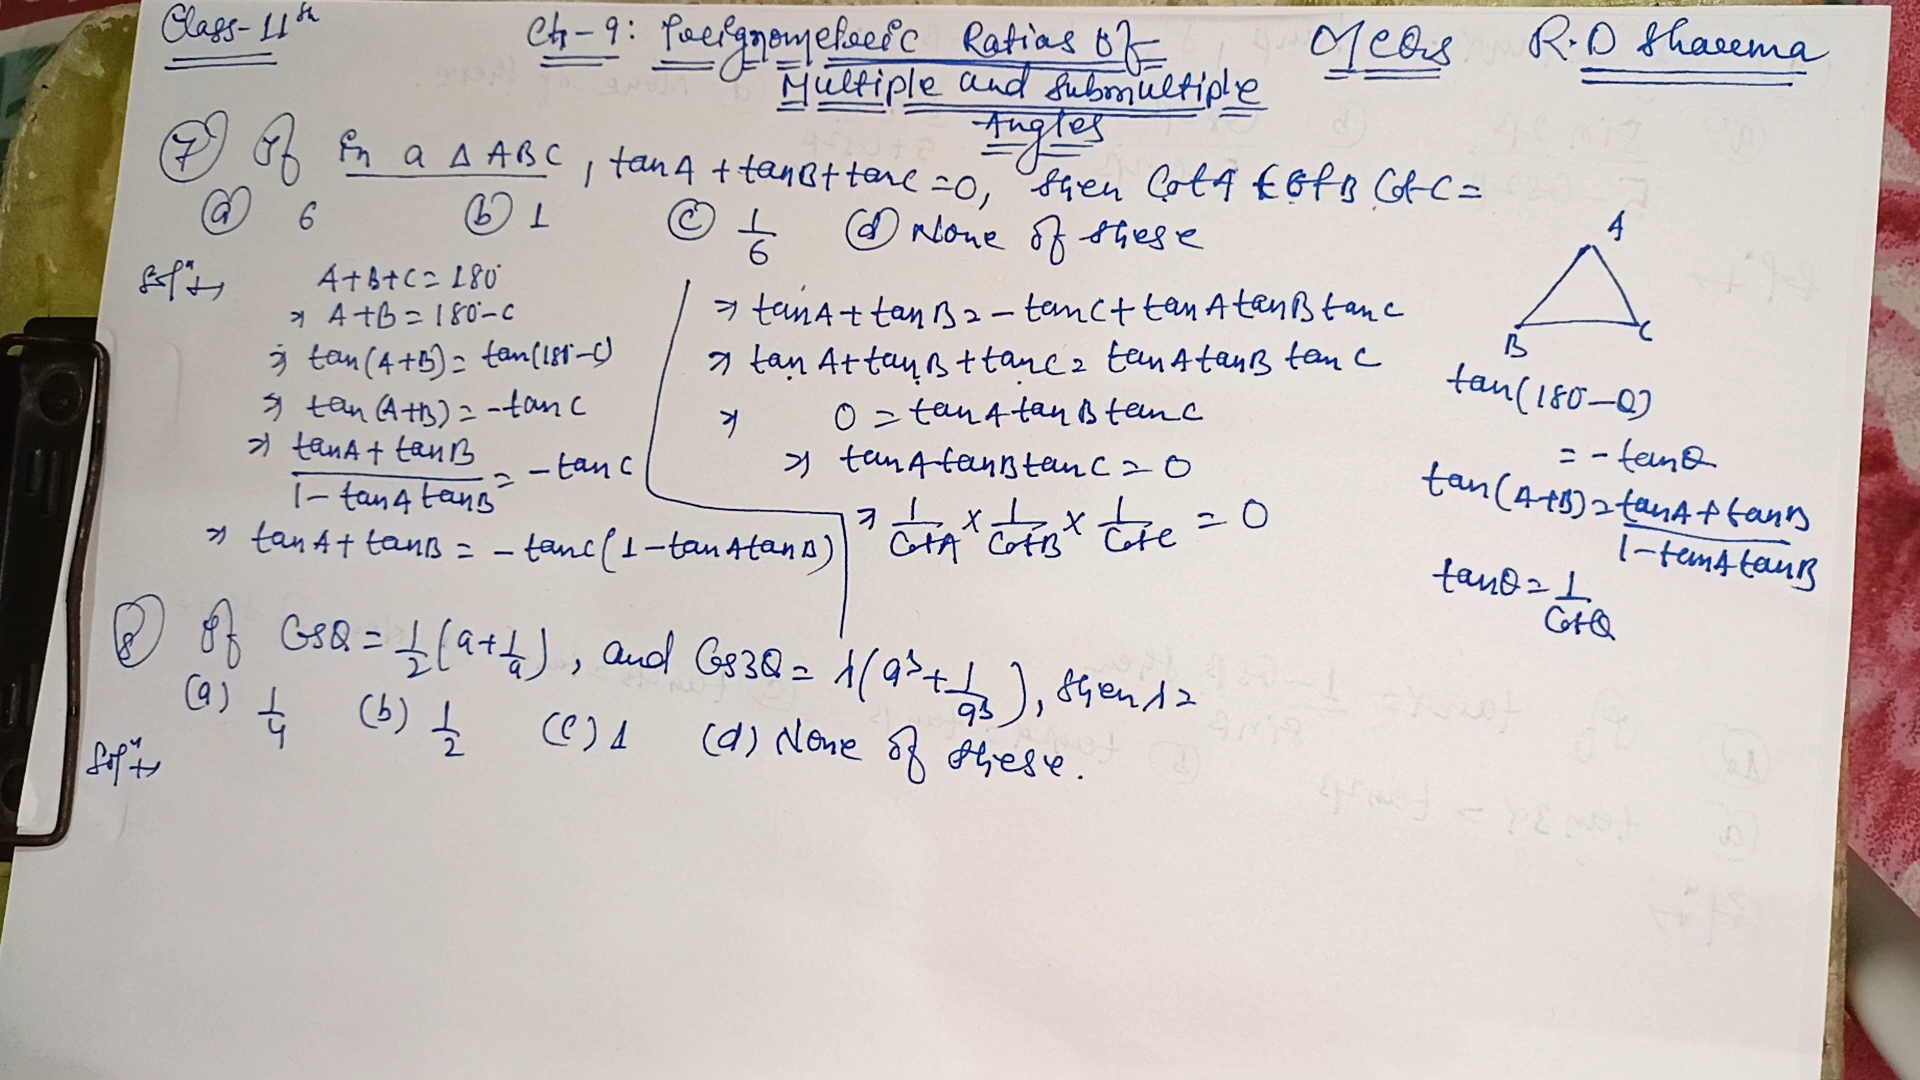 Class-11th
Ch-9: Trigonometric Ratios of
Multiple and Submultiple
Angles
MCQs R.D Sharma
(7) If in a Δ ABC, tanA + tanB + tanC = 0, then CotA CotB CotC =
(a) 6 (b) 1 (c) 1/6 (d) None of these
Solⁿ→
A+B+C = 180°
⇒ A+B = 180°-C
⇒ tan(A+B) = tan(180°-C)
⇒ tan(A+B) = -tanC
⇒ (tanA + tanB)/(1 - tanA tanB) = -tanC
⇒ tanA + tanB = -tanC(1 - tanA tanB)
⇒ tanA + tanB = -tanC + tanA tanB tanC
⇒ tanA + tanB + tanC = tanA tanB tanC
⇒ 0 = tanA tanB tanC
⇒ tanA tanB tanC = 0
⇒ 1/CotA × 1/CotB × 1/CotC = 0
A
B C
tan(180°-θ)
= -tanθ
tan(A+B) = (tanA + tanB)/(1 - tanA tanB)
tanθ = 1/Cotθ
(8) If Cosθ = 1/2(a + 1/a), and Cos3θ = λ(a³ + 1/a³), then λ =
(a) 1/4 (b) 1/2 (c) 1 (d) None of these.
Solⁿ→